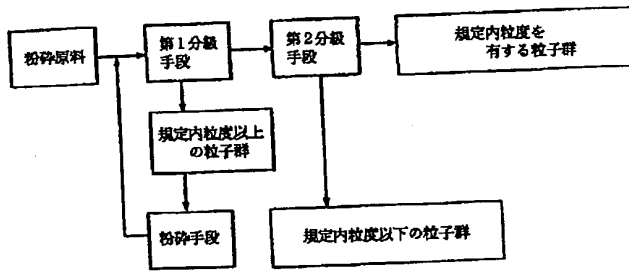 粉砕原料
第1分級
手段
第2分級
手段
規定内粒度を
有する粒子群
規定内粒度以上
の粒子群
粉砕手段
規定内粒度以下の粒子群